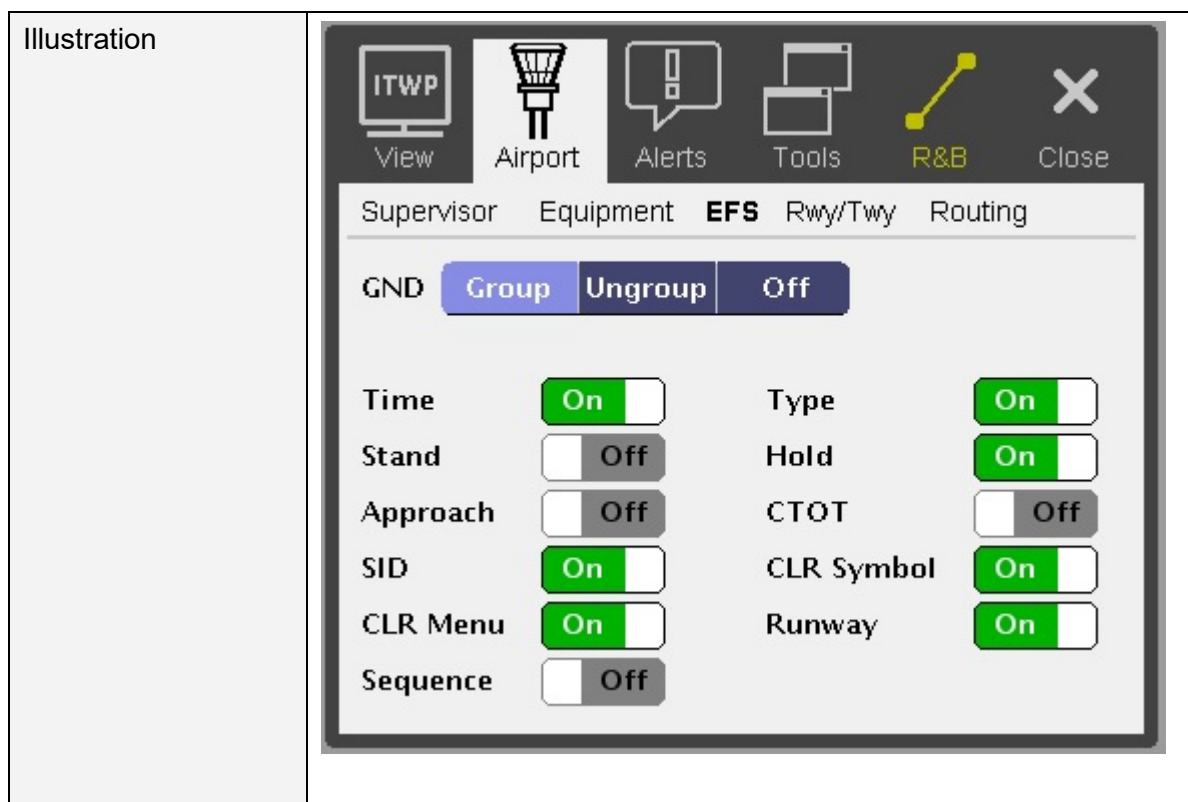 Illustration
ITWP
View Airport Alerts Tools R&B Close
Supervisor Equipment EFS Rwy/Twy Routing
GND Group Ungroup Off
Time On Type On
Stand Off Hold On
Approach Off CTOT Off
SID On CLR Symbol On
CLR Menu On Runway On
Sequence Off